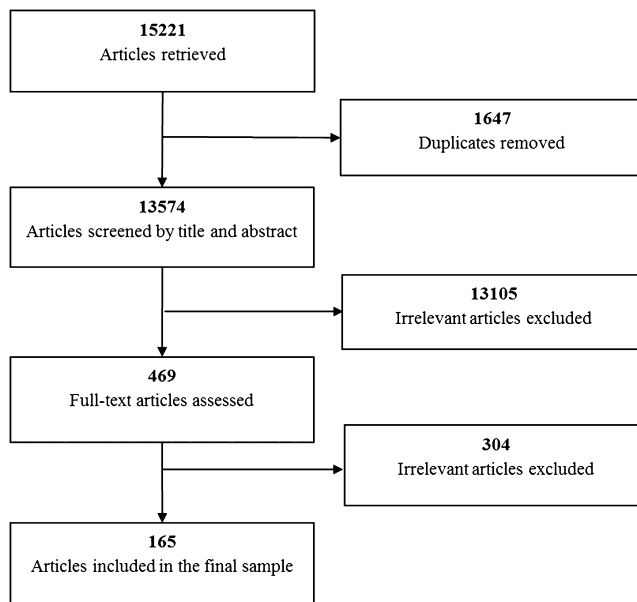 15221
Articles retrieved
1647
Duplicates removed
13574
Articles screened by title and abstract
13105
Irrelevant articles excluded
469
Full-text articles assessed
304
Irrelevant articles excluded
165
Articles included in the final sample